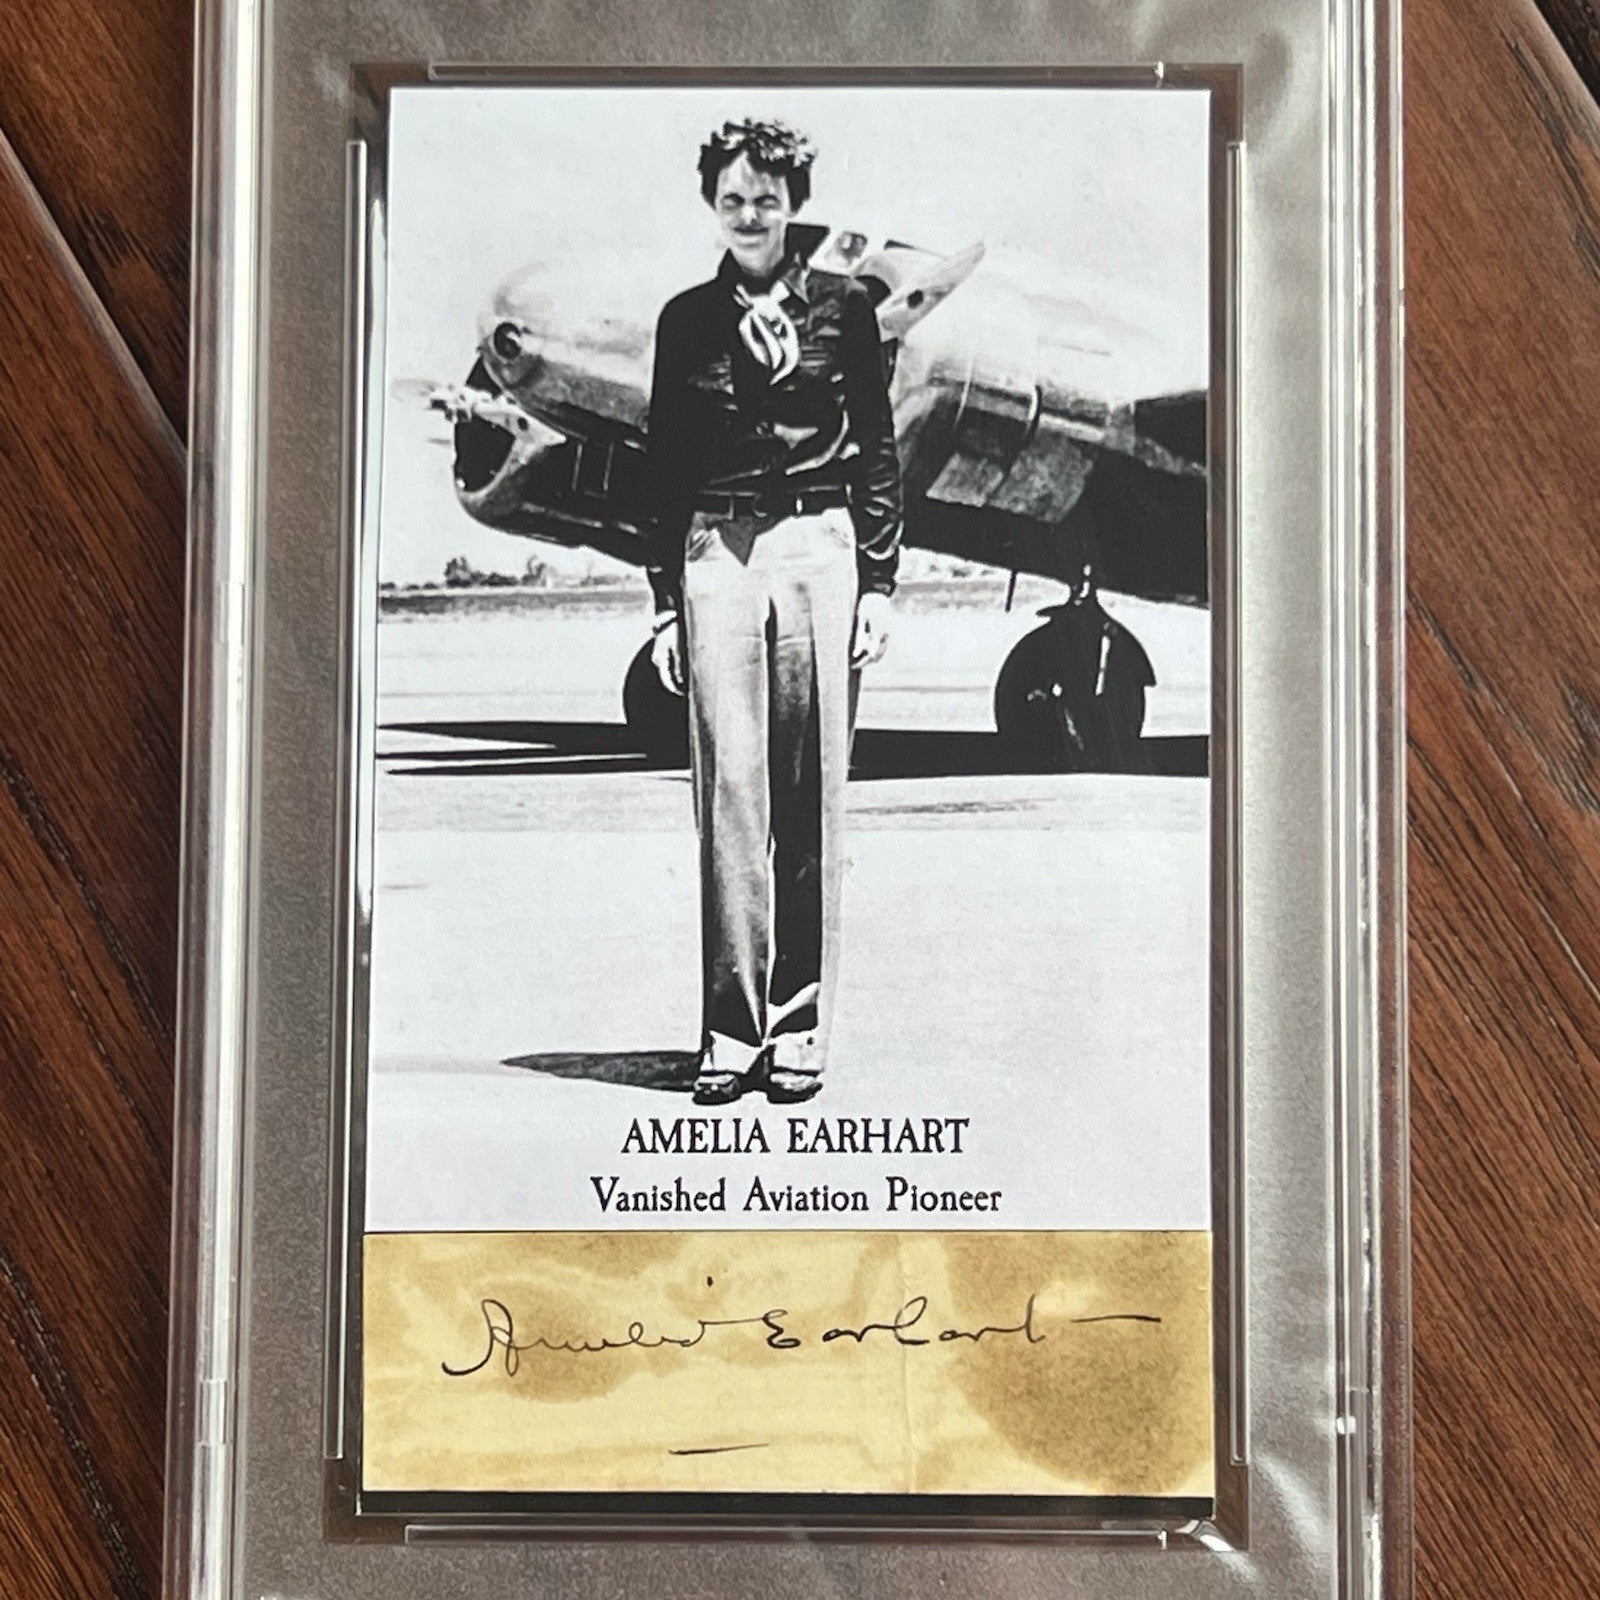 AMELIA EARHART
Vanished Aviation Pioneer
Amelia Earhart